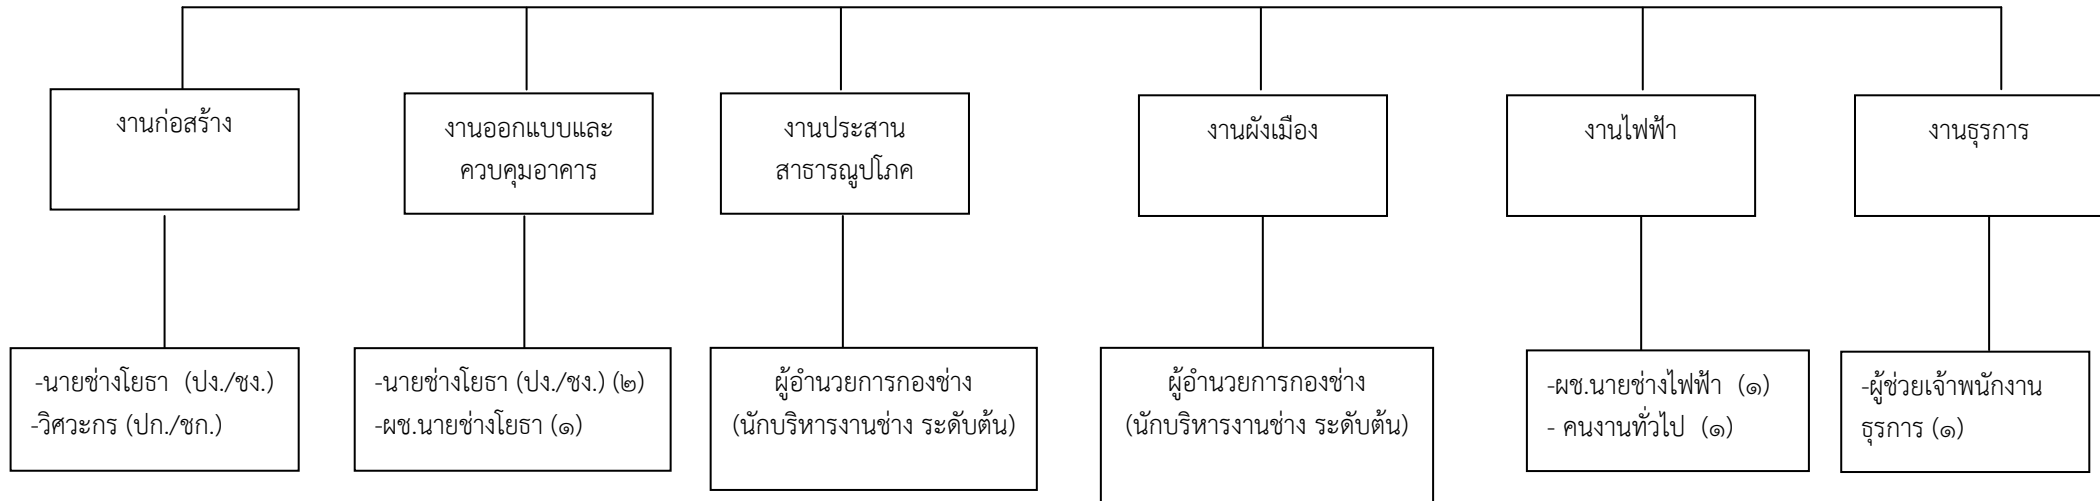 งานก่อสร้าง
งานออกแบบและ
ควบคุมอาคาร
งานประสาน
สาธารณูปโภค
งานผังเมือง
งานไฟฟ้า
งานธุรการ
-นายช่างโยธา (ปง./ชง.)
-วิศวะกร (ปก./ชก.)
-นายช่างโยธา (ปง./ชง.) (๒)
-ผช.นายช่างโยธา (๑)
ผู้อำนวยการกองช่าง
(นักบริหารงานช่าง ระดับต้น)
ผู้อำนวยการกองช่าง
(นักบริหารงานช่าง ระดับต้น)
-ผช.นายช่างไฟฟ้า (๑)
- คนงานทั่วไป (๑)
-ผู้ช่วยเจ้าพนักงาน
ธุรการ (๑)